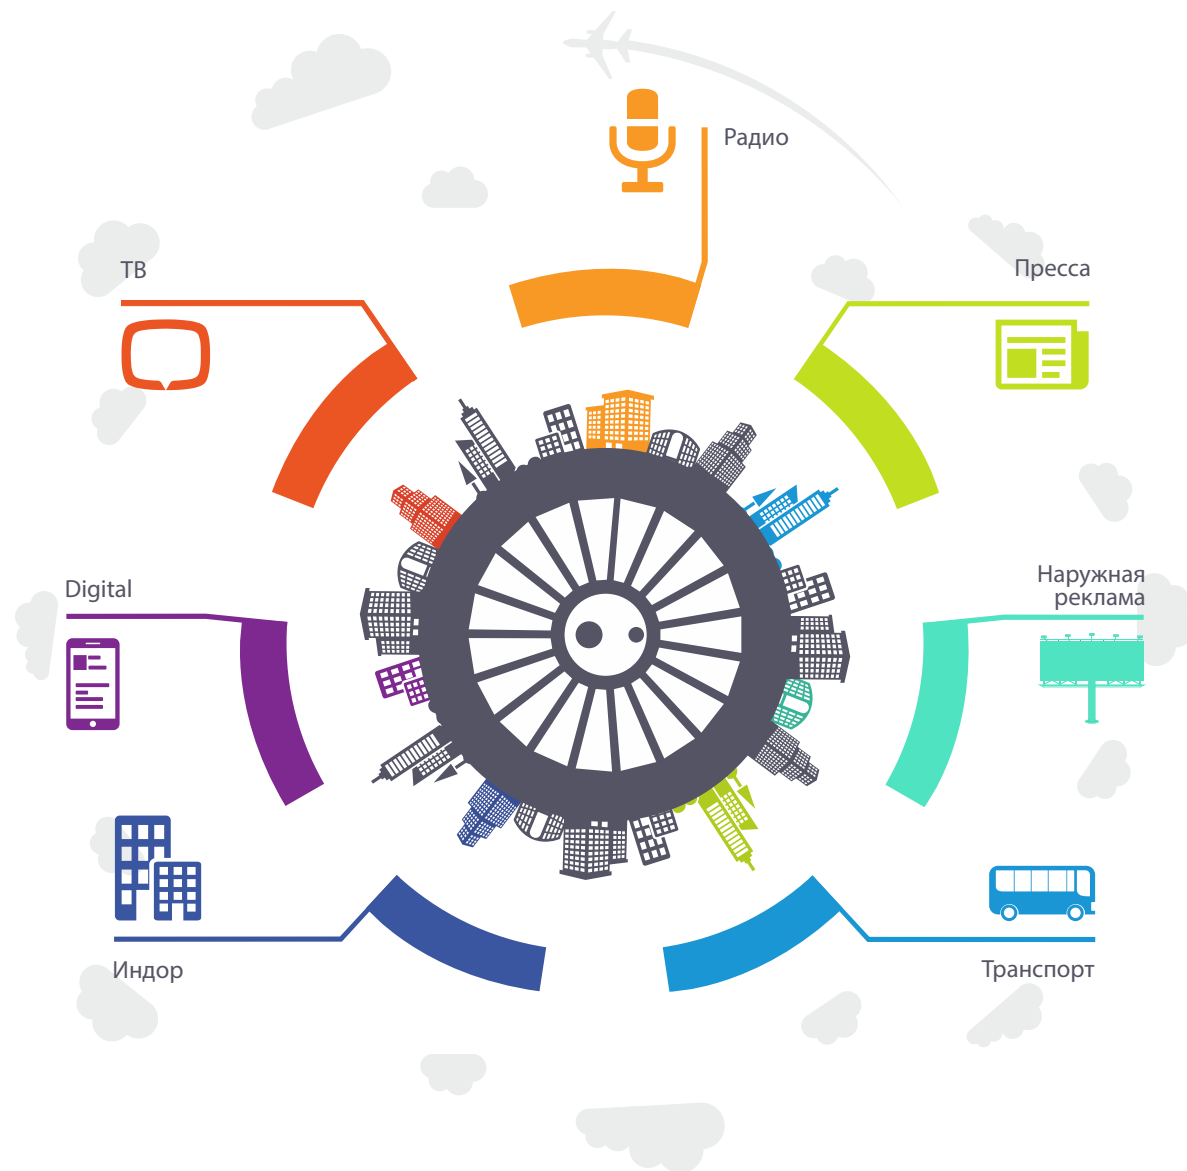 Радио
ТВ
Пресса
Digital
Наружная
реклама
Индор
Транспорт